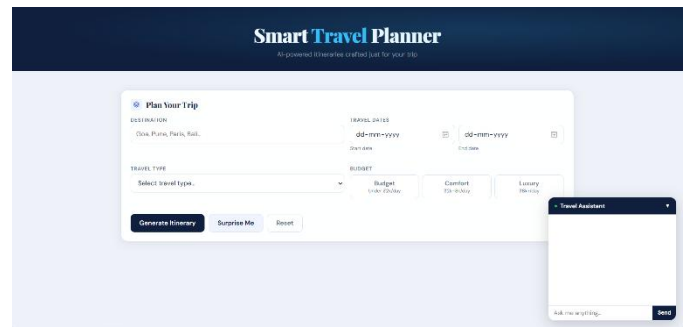 Smart Travel Planner
AI-powered itineraries crafted just for your trip.
Plan Your Trip
DESTINATION
Goa, Pune, Paris, Bali..
TRAVEL DATES
dd-mm-yyyy
dd-mm-yyyy
Start date
End date
TRAVEL TYPE
Select travel type..
BUDGET
Budget
Comfort
Luxury
Generate Itinerary
Surprise Me
Reset
Travel Assistant
Ask me anything..
Send